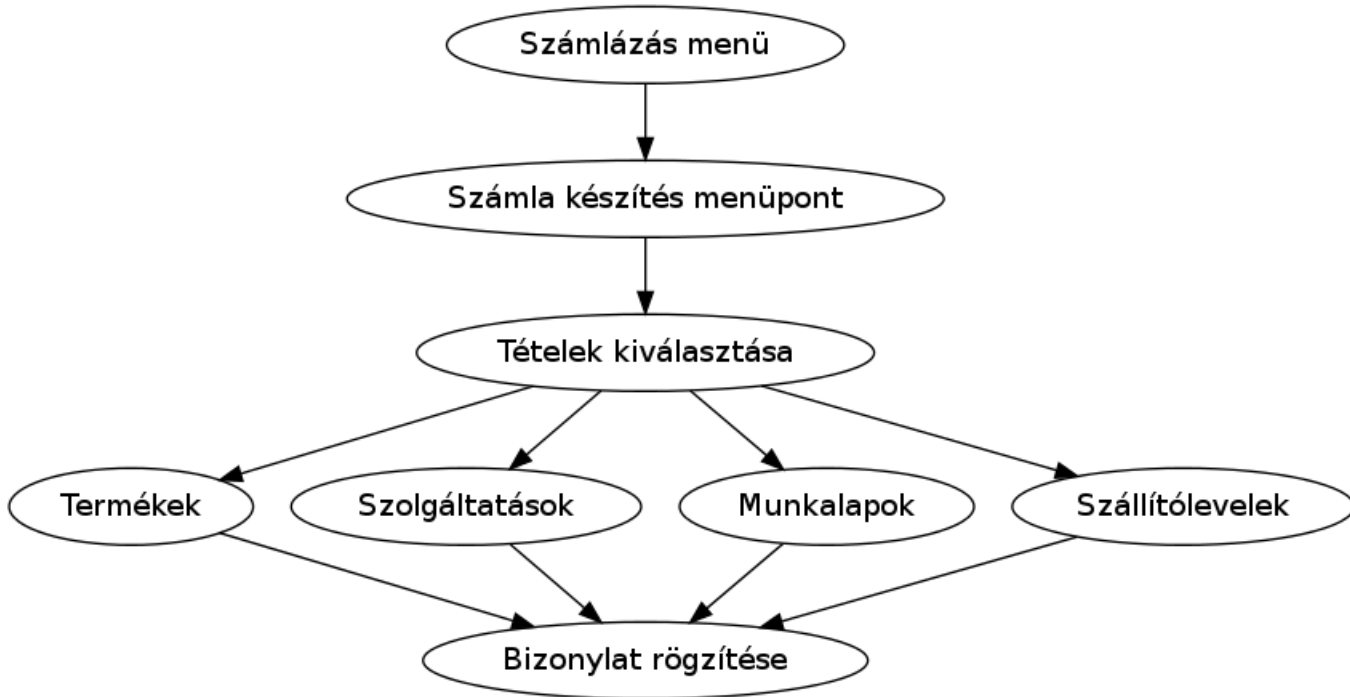 Számlázás menü
Számla készítés menüpont
Tételek kiválasztása
Termékek
Szolgáltatások
Munkalapok
Szállítólevelek
Bizonylat rögzítése